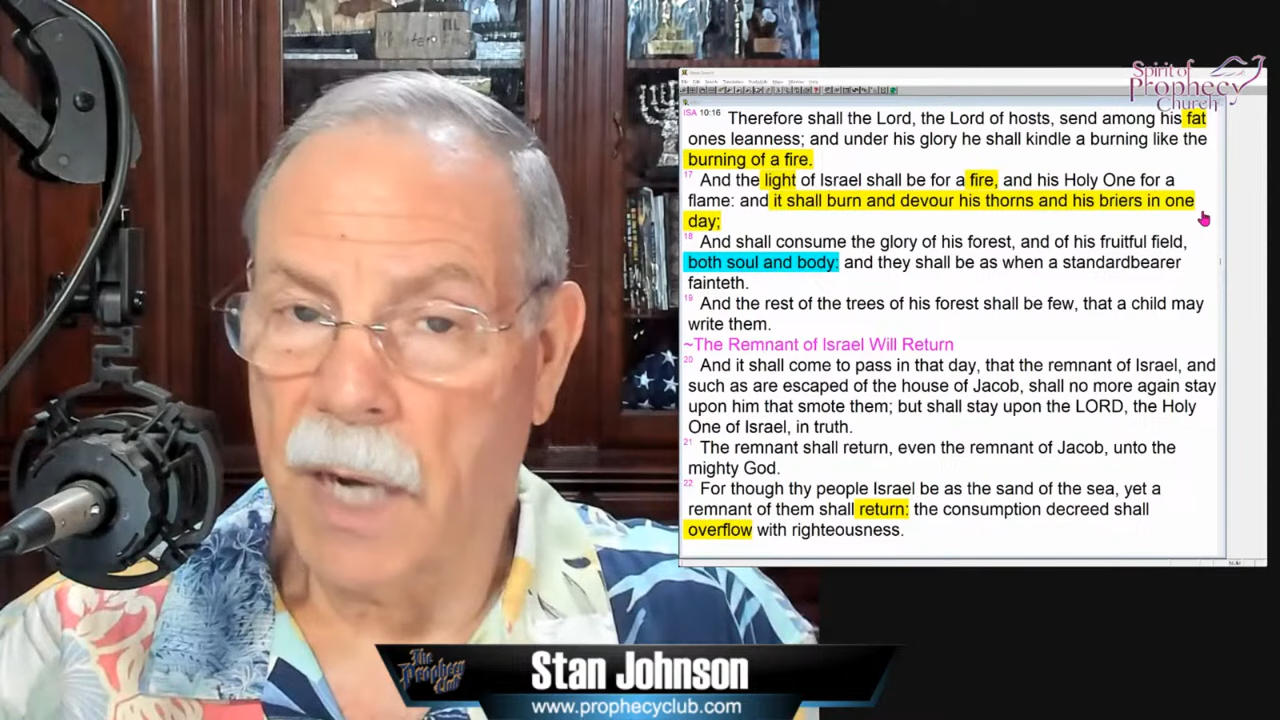 Spirit of
Prophecy
Church
ISA 10:16 Therefore shall the Lord, the Lord of hosts, send among his fat
ones leanness; and under his glory he shall kindle a burning like the
burning of a fire.
17 And the light of Israel shall be for a fire, and his Holy One for a
flame: and it shall burn and devour his thorns and his briers in one
day;
18 And shall consume the glory of his forest, and of his fruitful field,
both soul and body: and they shall be as when a standardbearer
fainteth.
19 And the rest of the trees of his forest shall be few, that a child may
write them.
~The Remnant of Israel Will Return
20 And it shall come to pass in that day, that the remnant of Israel, and
such as are escaped of the house of Jacob, shall no more again stay
upon him that smote them; but shall stay upon the LORD, the Holy
One of Israel, in truth.
21 The remnant shall return, even the remnant of Jacob, unto the
mighty God.
22 For though thy people Israel be as the sand of the sea, yet a
remnant of them shall return: the consumption decreed shall
overflow with righteousness.
The
Prophecy
Club
Stan Johnson
www.prophecyclub.com